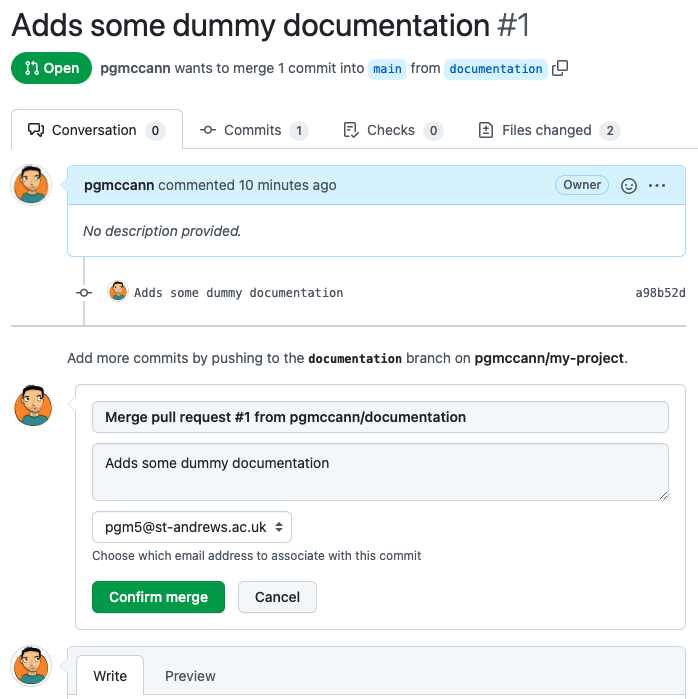 Adds some dummy documentation #1
Open pgmccann wants to merge 1 commit into main from documentation
Conversation 0 Commits 1 Checks 0 Files changed 2
pgmccann commented 10 minutes ago Owner
No description provided.
Adds some dummy documentation a98b52d
Add more commits by pushing to the documentation branch on pgmccann/my-project.
Merge pull request #1 from pgmccann/documentation
Adds some dummy documentation
pgm5@st-andrews.ac.uk
Choose which email address to associate with this commit
Confirm merge Cancel
Write Preview